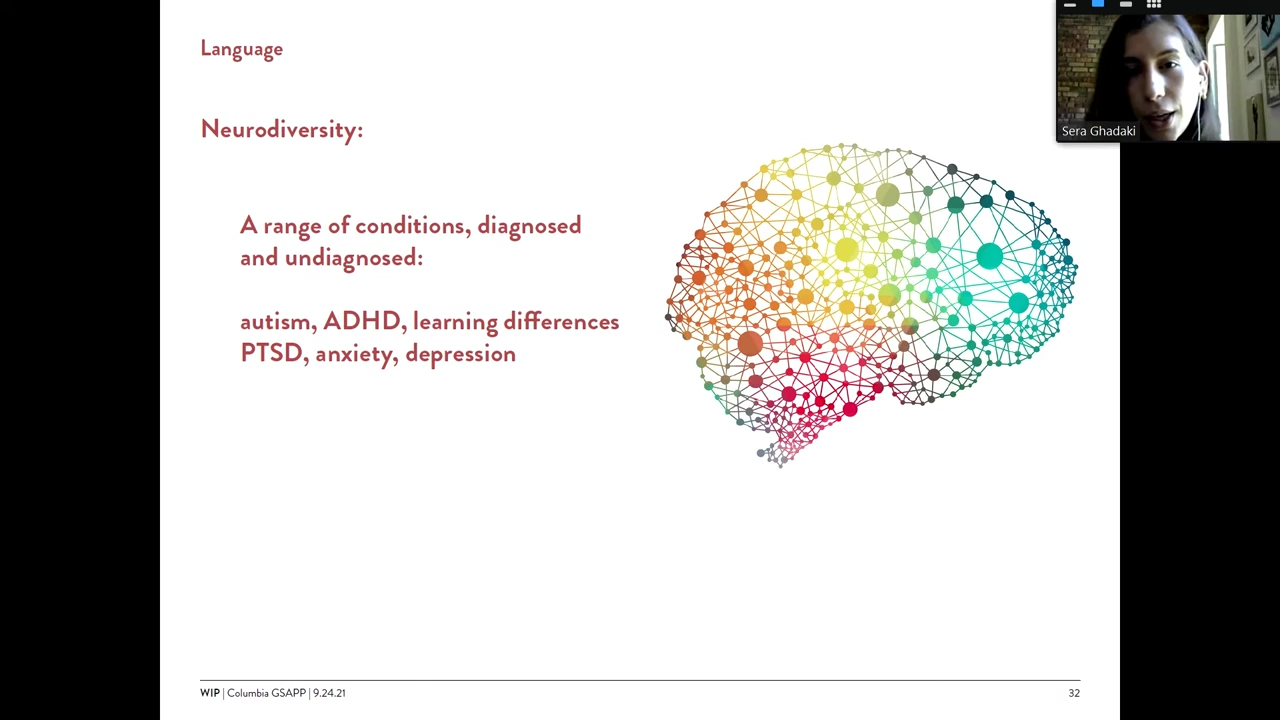 Language
Sera Ghadaki
Neurodiversity:
A range of conditions, diagnosed
and undiagnosed:
autism, ADHD, learning differences
PTSD, anxiety, depression
WIP | Columbia GSAPP | 9.24.21
32